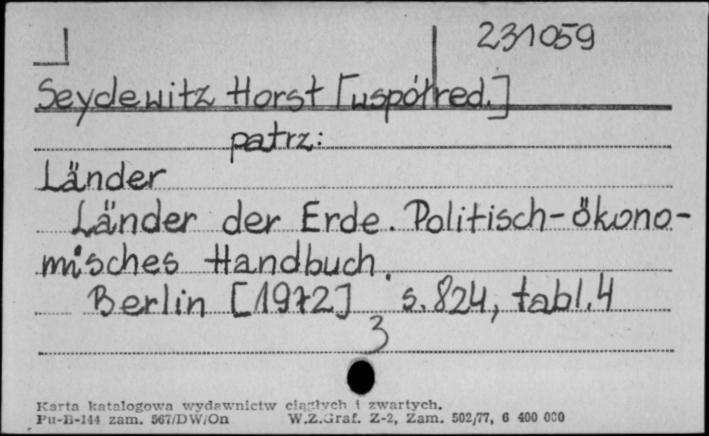 231059
Seydewitz Horst [współred.]
patrz:
Länder
Länder der Erde. Politisch-ökono-
misches Handbuch.
Berlin [1972] s. 824, tabl. 4
3
Karta katalogowa wydawnictw ciągłych i zwartych.
Pu-B-144 zam. 567/DW/On W.Z.Graf. Z-2, Zam. 502/77, 6 400 000